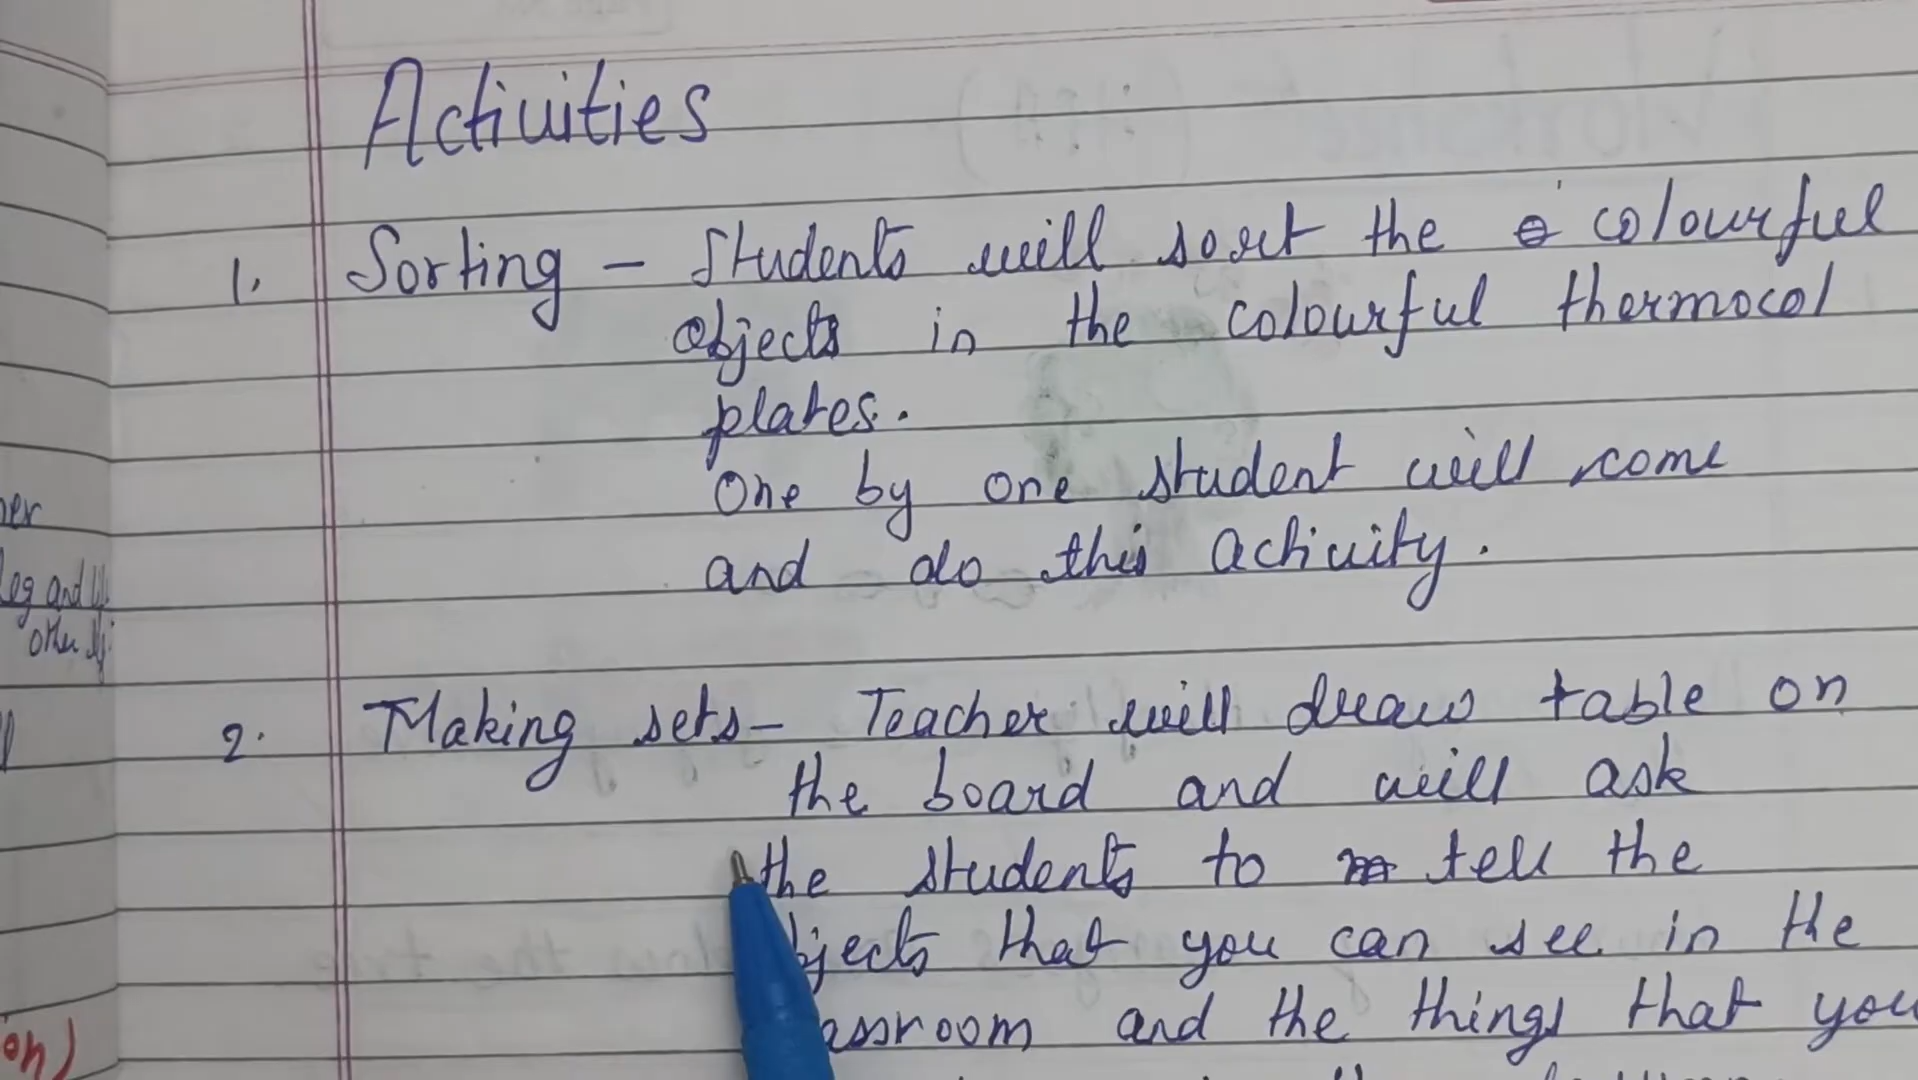 Activities
1. Sorting - Students will sort the colourful
objects in the colourful thermocol
plates.
One by one student will come
and do this activity.
2. Making sets - Teacher will draw table on
the board and will ask
the students to tell the
bjects that you can see in the
assroom and the things that you